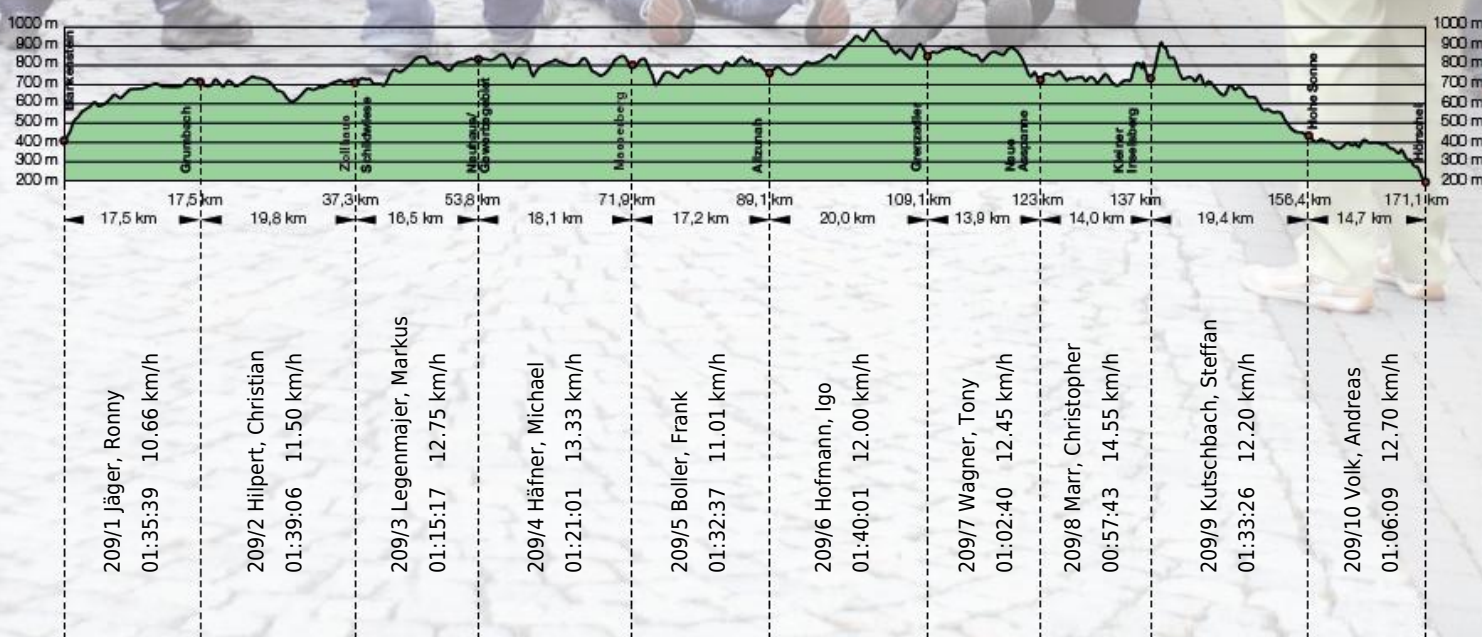 1000 m
900 m
800 m
700 m
600 m
500 m
400 m
300 m
200 m
1000 m
900 m
800 m
700 m
600 m
500 m
400 m
300 m
200 m
Blankenstein
Grumbach
Zollhaus
Schildwiese
Neuhaus/
Gewerbegebiet
Masserberg
Allzunah
Grenzadler
Neue
Ausspanne
Kleiner
Inselsberg
Hohe Sonne
Hörschel
17,5 km
37,3 km
53,8 km
71,9 km
89,1 km
109,1 km
123 km
137 km
156,4 km
171,1 km
17,5 km
19,8 km
16,5 km
18,1 km
17,2 km
20,0 km
13,9 km
14,0 km
19,4 km
14,7 km
209/1 Jäger, Ronny
01:35:39 10.66 km/h
209/2 Hilpert, Christian
01:39:06 11.50 km/h
209/3 Legenmajer, Markus
01:15:17 12.75 km/h
209/4 Häfner, Michael
01:21:01 13.33 km/h
209/5 Boller, Frank
01:32:37 11.01 km/h
209/6 Hofmann, Igo
01:40:01 12.00 km/h
209/7 Wagner, Tony
01:02:40 12.45 km/h
209/8 Marr, Christopher
00:57:43 14.55 km/h
209/9 Kutschbach, Steffan
01:33:26 12.20 km/h
209/10 Volk, Andreas
01:06:09 12.70 km/h